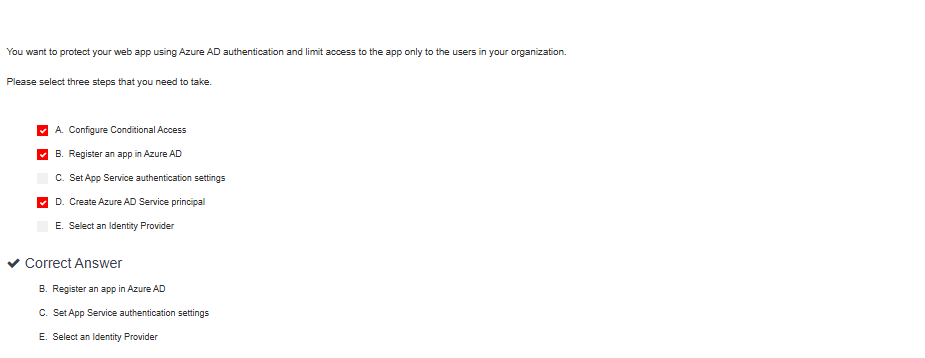 You want to protect your web app using Azure AD authentication and limit access to the app only to the users in your organization.
Please select three steps that you need to take.
A. Configure Conditional Access
B. Register an app in Azure AD
C. Set App Service authentication settings
D. Create Azure AD Service principal
E. Select an Identity Provider
Correct Answer
B. Register an app in Azure AD
C. Set App Service authentication settings
E. Select an Identity Provider